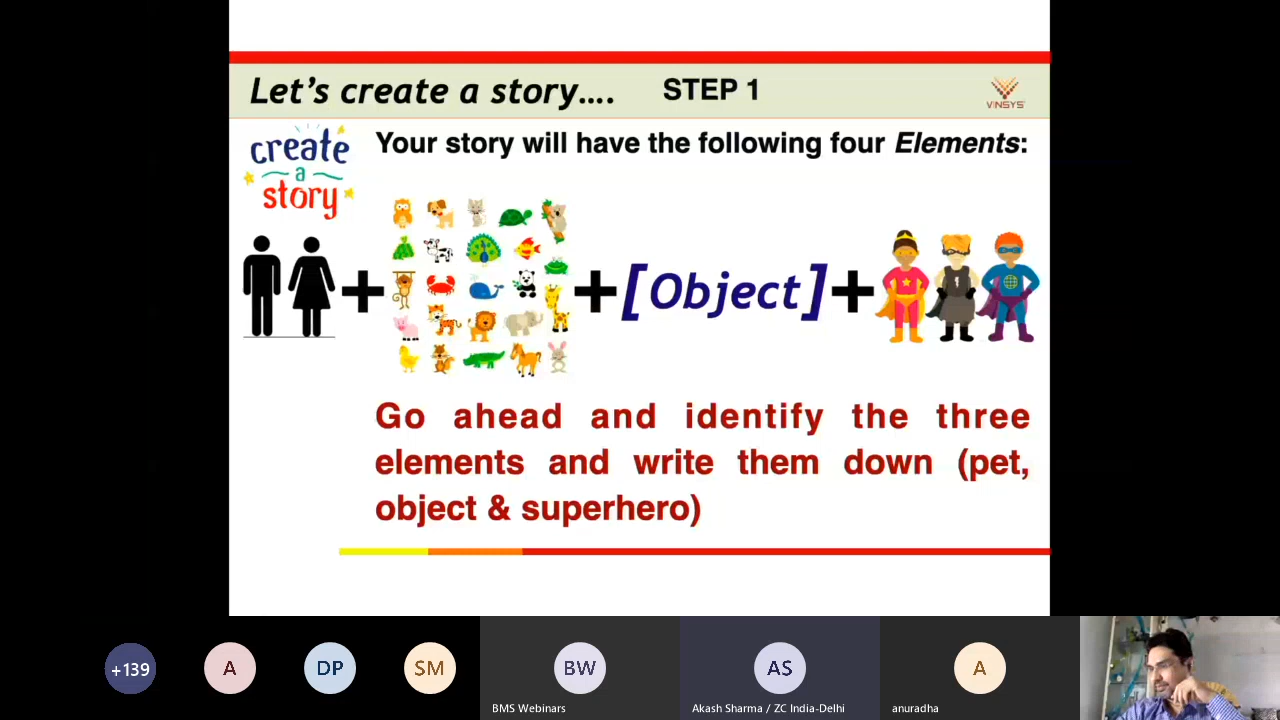 Let's create a story....
STEP 1
VINSYS
create
a
story
Your story will have the following four Elements:
+ + [Object] +
Go ahead and identify the three
elements and write them down (pet,
object & superhero)
+139
A
DP
SM
BW
AS
A
BMS Webinars
Akash Sharma / ZC India-Delhi
anuradha